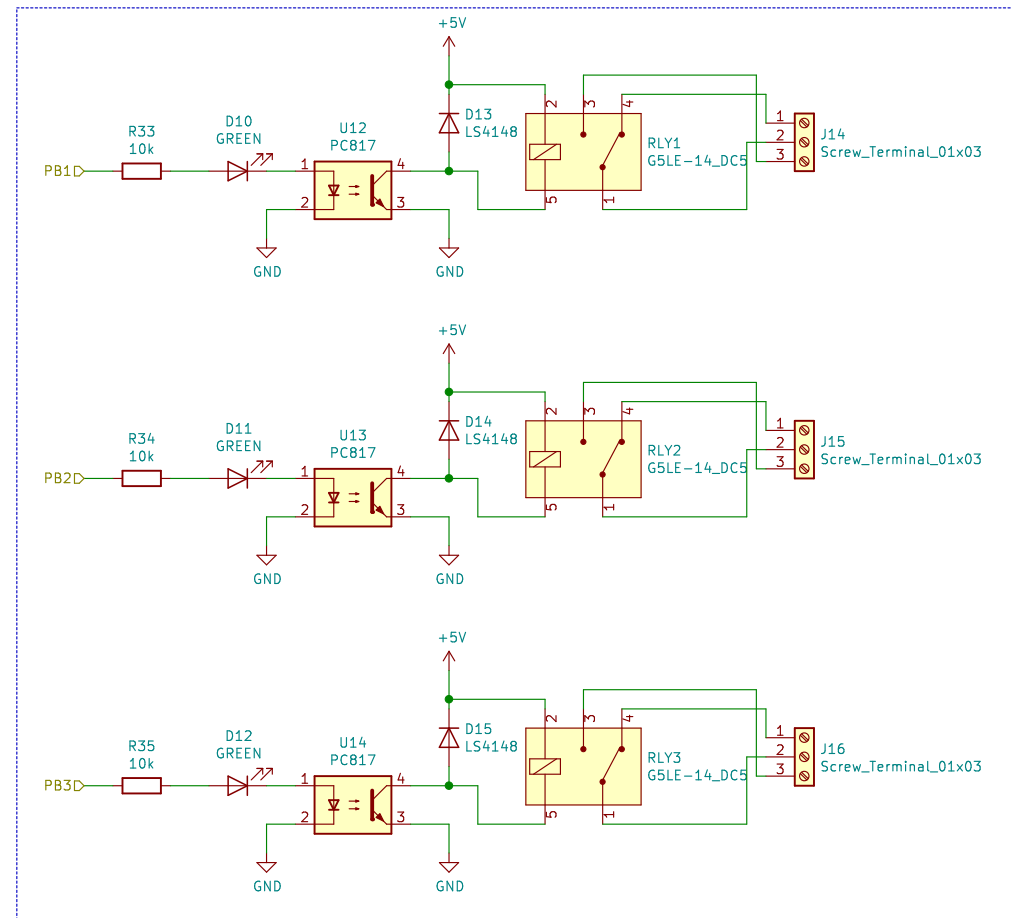 +5V
2
3
4
D13
LS4148
1
2
3
J14
Screw_Terminal_01x03
R33
10k
D10
GREEN
U12
PC817
RLY1
G5LE-14_DC5
PB1
1
4
2
3
5
1
GND
GND
+5V
2
3
4
D14
LS4148
1
2
3
J15
Screw_Terminal_01x03
R34
10k
D11
GREEN
U13
PC817
RLY2
G5LE-14_DC5
PB2
1
4
2
3
5
1
GND
GND
+5V
2
3
4
D15
LS4148
1
2
3
J16
Screw_Terminal_01x03
R35
10k
D12
GREEN
U14
PC817
RLY3
G5LE-14_DC5
PB3
1
4
2
3
5
1
GND
GND